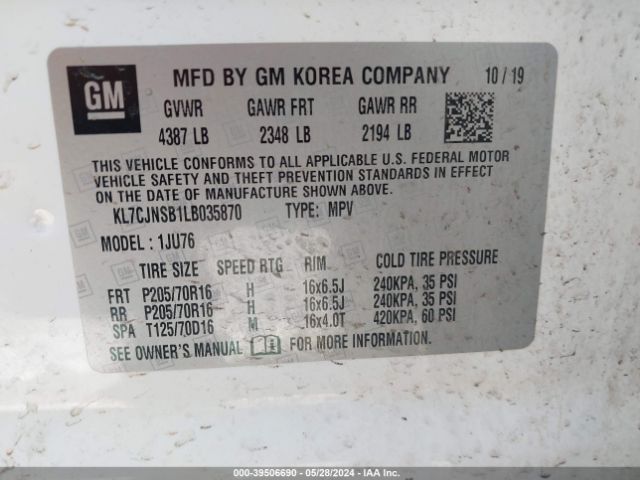 GM
MFD BY GM KOREA COMPANY 10 / 19
GVWR GAWR FRT GAWR RR
4387 LB 2348 LB 2194 LB
THIS VEHICLE CONFORMS TO ALL APPLICABLE U.S. FEDERAL MOTOR
VEHICLE SAFETY AND THEFT PREVENTION STANDARDS IN EFFECT
ON THE DATE OF MANUFACTURE SHOWN ABOVE.
KL7CJNSB1LB035870 TYPE: MPV
MODEL : 1JU76
TIRE SIZE SPEED RTG RIM COLD TIRE PRESSURE
FRT P205/70R16 H 16x6.5J 240KPA, 35 PSI
RR P205/70R16 H 16x6.5J 240KPA, 35 PSI
SPA T125/70D16 M 16x4.0T 420KPA, 60 PSI
SEE OWNER'S MANUAL FOR MORE INFORMATION.
000-39506690 - 05/28/2024 - IAA Inc.